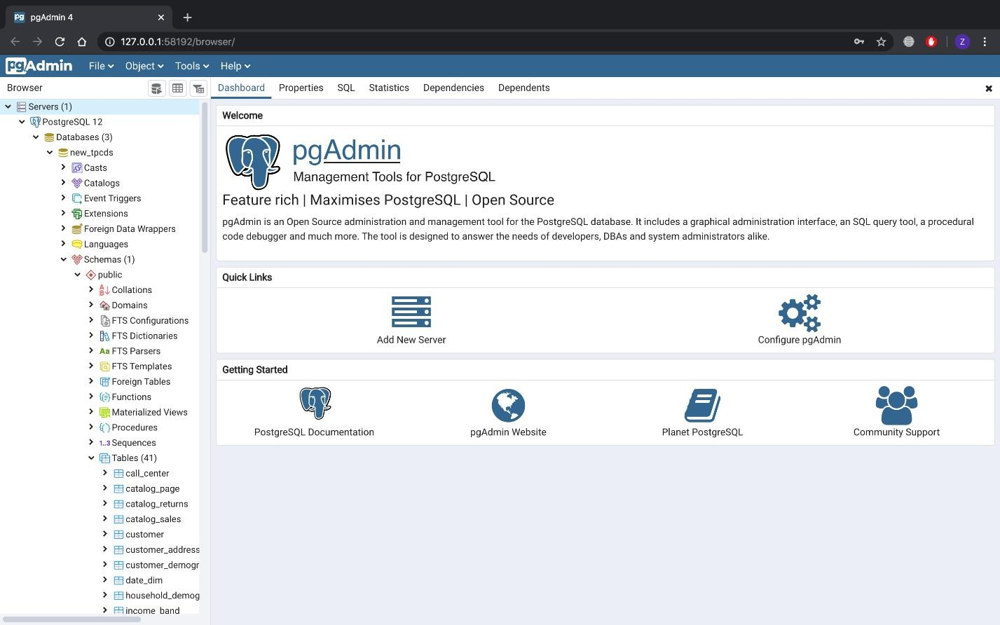 pgAdmin 4
127.0.0.1:58192/browser/
Z
pgAdmin File Object Tools Help
Browser
Dashboard Properties SQL Statistics Dependencies Dependents
Servers (1)
PostgreSQL 12
Databases (3)
new_tpcds
Casts
Catalogs
Event Triggers
Extensions
Foreign Data Wrappers
Languages
Schemas (1)
public
Collations
Domains
FTS Configurations
FTS Dictionaries
Aa FTS Parsers
FTS Templates
Foreign Tables
Functions
Materialized Views
Procedures
1..3 Sequences
Tables (41)
call_center
catalog_page
catalog_returns
catalog_sales
customer
customer_address
customer_demogr
date_dim
household_demog
income_band
Welcome
pgAdmin
Management Tools for PostgreSQL
Feature rich | Maximises PostgreSQL | Open Source
pgAdmin is an Open Source administration and management tool for the PostgreSQL database. It includes a graphical administration interface, an SQL query tool, a procedural
code debugger and much more. The tool is designed to answer the needs of developers, DBAs and system administrators alike.
Quick Links
Add New Server
Configure pgAdmin
Getting Started
PostgreSQL Documentation
pgAdmin Website
Planet PostgreSQL
Community Support